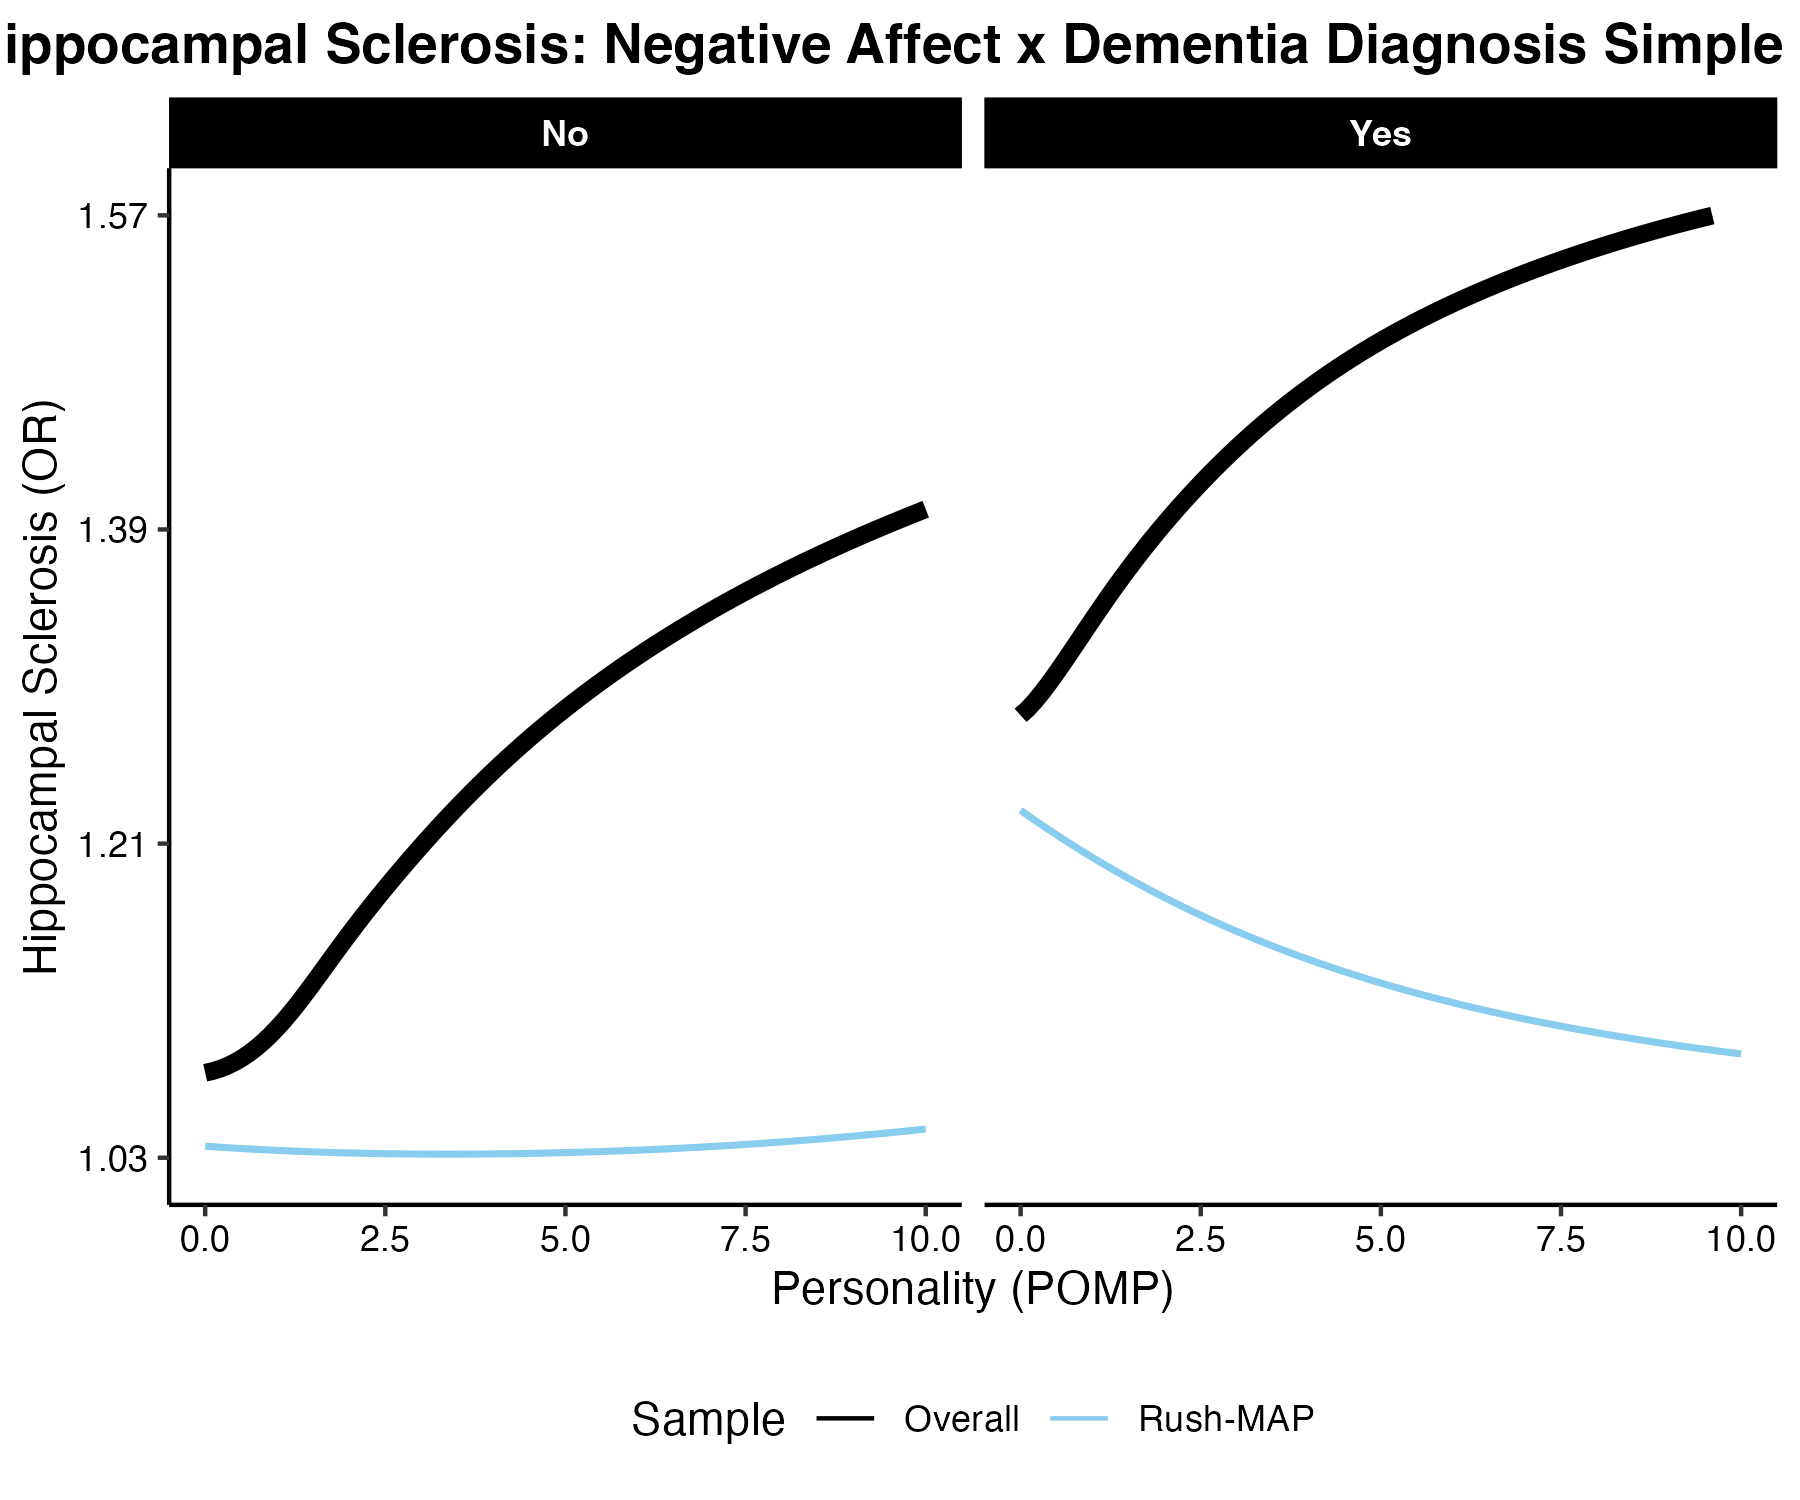 ippocampal Sclerosis: Negative Affect x Dementia Diagnosis Simple
No
Yes
1.57
1.39
1.21
1.03
Hippocampal Sclerosis (OR)
0.0 2.5 5.0 7.5 10.0 0.0 2.5 5.0 7.5 10.0
Personality (POMP)
Sample Overall Rush-MAP